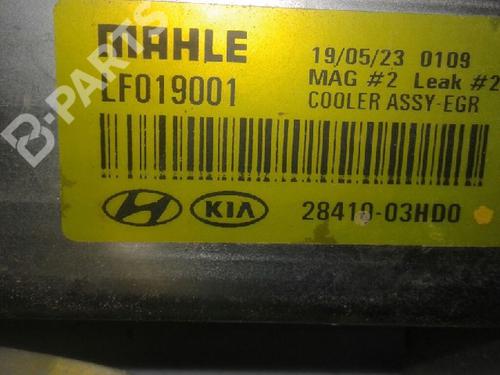 MAHLE
LF019001
19/05/23 0109
MAG #2 Leak #2
COOLER ASSY-EGR
KIA
28410-03HD0
B-PARTS